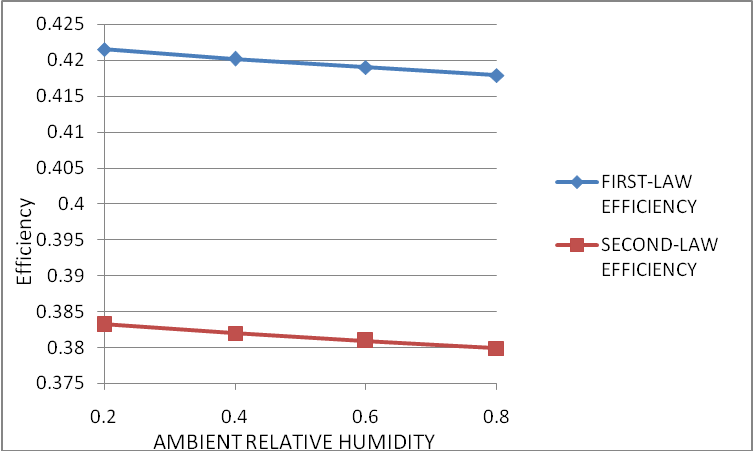 0.425
0.42
0.415
0.41
0.405
0.4
0.395
0.39
0.385
0.38
0.375
Efficiency
0.2 0.4 0.6 0.8
AMBIENT RELATIVE HUMIDITY
FIRST-LAW
EFFICIENCY
SECOND-LAW
EFFICIENCY